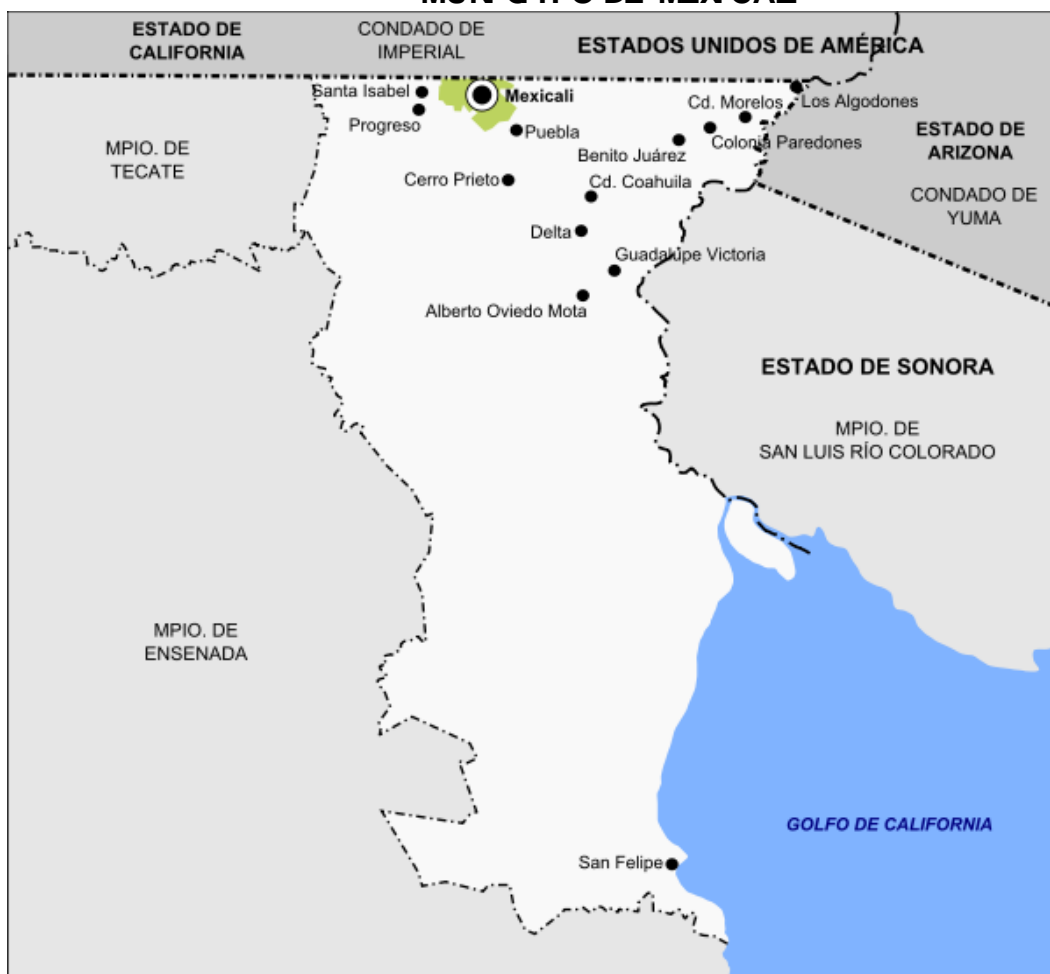 ESTADO DE
CALIFORNIA
CONDADO DE
IMPERIAL
ESTADOS UNIDOS DE AMÉRICA
Santa Isabel
Mexicali
Cd. Morelos
Los Algodones
Progreso
Puebla
Benito Juárez
Colonia Paredones
ESTADO DE
ARIZONA
MPIO. DE
TECATE
Cerro Prieto
Cd. Coahuila
CONDADO DE
YUMA
Delta
Guadalupe Victoria
Alberto Oviedo Mota
ESTADO DE SONORA
MPIO. DE
SAN LUIS RÍO COLORADO
MPIO. DE
ENSENADA
GOLFO DE CALIFORNIA
San Felipe